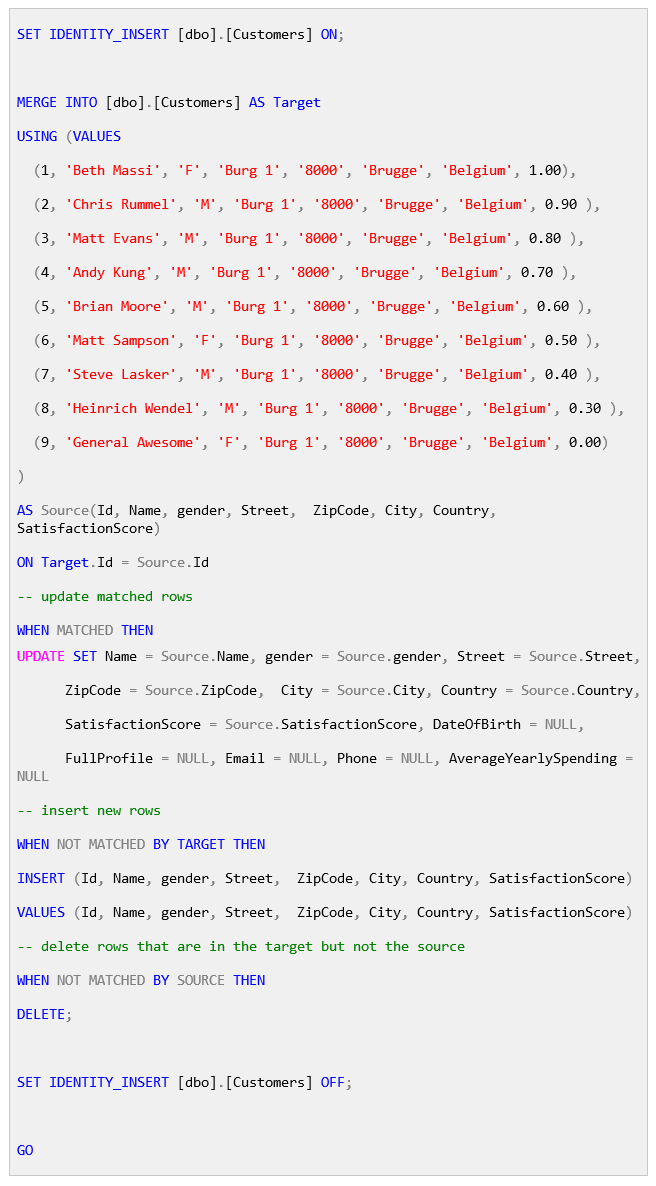 SET IDENTITY_INSERT [dbo].[Customers] ON;
MERGE INTO [dbo].[Customers] AS Target
USING (VALUES
(1, 'Beth Massi', 'F', 'Burg 1', '8000', 'Brugge', 'Belgium', 1.00),
(2, 'Chris Rummel', 'M', 'Burg 1', '8000', 'Brugge', 'Belgium', 0.90 ),
(3, 'Matt Evans', 'M', 'Burg 1', '8000', 'Brugge', 'Belgium', 0.80 ),
(4, 'Andy Kung', 'M', 'Burg 1', '8000', 'Brugge', 'Belgium', 0.70 ),
(5, 'Brian Moore', 'M', 'Burg 1', '8000', 'Brugge', 'Belgium', 0.60 ),
(6, 'Matt Sampson', 'F', 'Burg 1', '8000', 'Brugge', 'Belgium', 0.50 ),
(7, 'Steve Lasker', 'M', 'Burg 1', '8000', 'Brugge', 'Belgium', 0.40 ),
(8, 'Heinrich Wendel', 'M', 'Burg 1', '8000', 'Brugge', 'Belgium', 0.30 ),
(9, 'General Awesome', 'F', 'Burg 1', '8000', 'Brugge', 'Belgium', 0.00)
)
AS Source(Id, Name, gender, Street,  ZipCode, City, Country,
SatisfactionScore)
ON Target.Id = Source.Id
-- update matched rows
WHEN MATCHED THEN
UPDATE SET Name = Source.Name, gender = Source.gender, Street = Source.Street,
ZipCode = Source.ZipCode,  City = Source.City, Country = Source.Country,
SatisfactionScore = Source.SatisfactionScore, DateOfBirth = NULL,
FullProfile = NULL, Email = NULL, Phone = NULL, AverageYearlySpending =
NULL
-- insert new rows
WHEN NOT MATCHED BY TARGET THEN
INSERT (Id, Name, gender, Street,  ZipCode, City, Country, SatisfactionScore)
VALUES (Id, Name, gender, Street,  ZipCode, City, Country, SatisfactionScore)
-- delete rows that are in the target but not the source
WHEN NOT MATCHED BY SOURCE THEN
DELETE;
SET IDENTITY_INSERT [dbo].[Customers] OFF;
GO